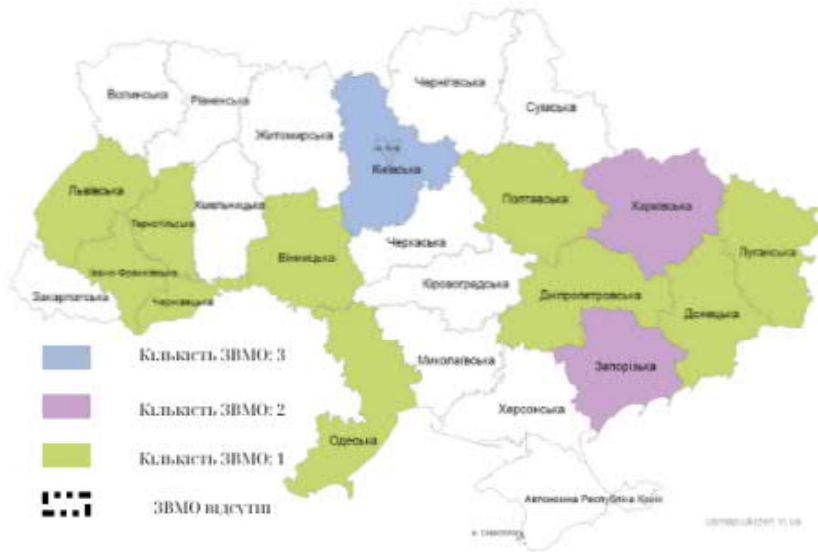 Чернігівська
Волинська
Рівненська
Сумська
Житомирська
Київська
Львівська
Полтавська
Харківська
Тернопільська
Хмельницька
Луганська
Черкаська
Вінницька
Івано-Франківська
Кіровоградська
Дніпропетровська
Закарпатська
Чернівецька
Донецька
Кількість ЗВМО: 3
Миколаївська
Запорізька
Кількість ЗВМО: 2
Херсонська
Одеська
Кількість ЗВМО: 1
Автономна Республіка Крим
ЗВМО відсутні